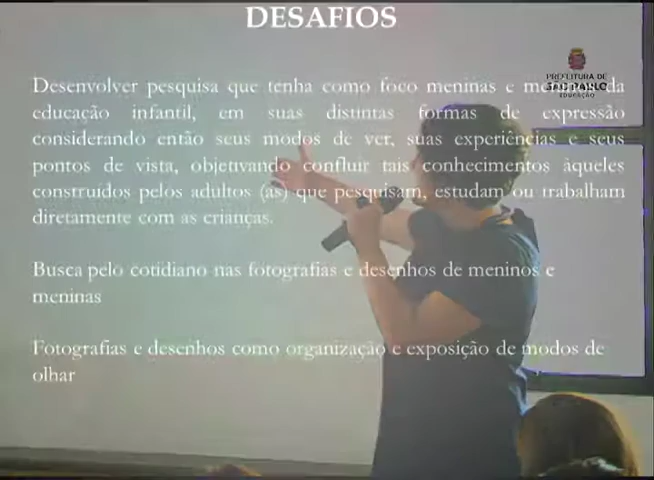 DESAFIOS
PREFEITURA DE
SÃO PAULO
EDUCAÇÃO
Desenvolver pesquisa que tenha como foco meninas e da
educação infantil, em suas distintas formas de expressão
considerando então seus modos de ver, suas experiências e seus
pontos de vista, objetivando confluir tais conhecimentos àqueles
construídos pelos adultos (as) que pesquisam, estudam ou trabalham
diretamente com as crianças.
Busca pelo cotidiano nas fotografias e desenhos de meninos e
meninas
Fotografias e desenhos como organização e exposição de modos de
olhar